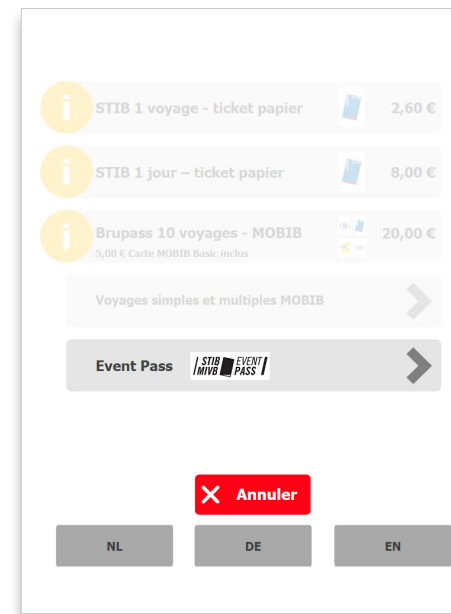 STIB 1 voyage - ticket papier 2,60 €
STIB 1 jour – ticket papier 8,00 €
Brupass 10 voyages - MOBIB 20,00 €
5,00 € Carte MOBIB Basic inclus
Voyages simples et multiples MOBIB
Event Pass STIB EVENT
MIVB PASS
Annuler
NL DE EN